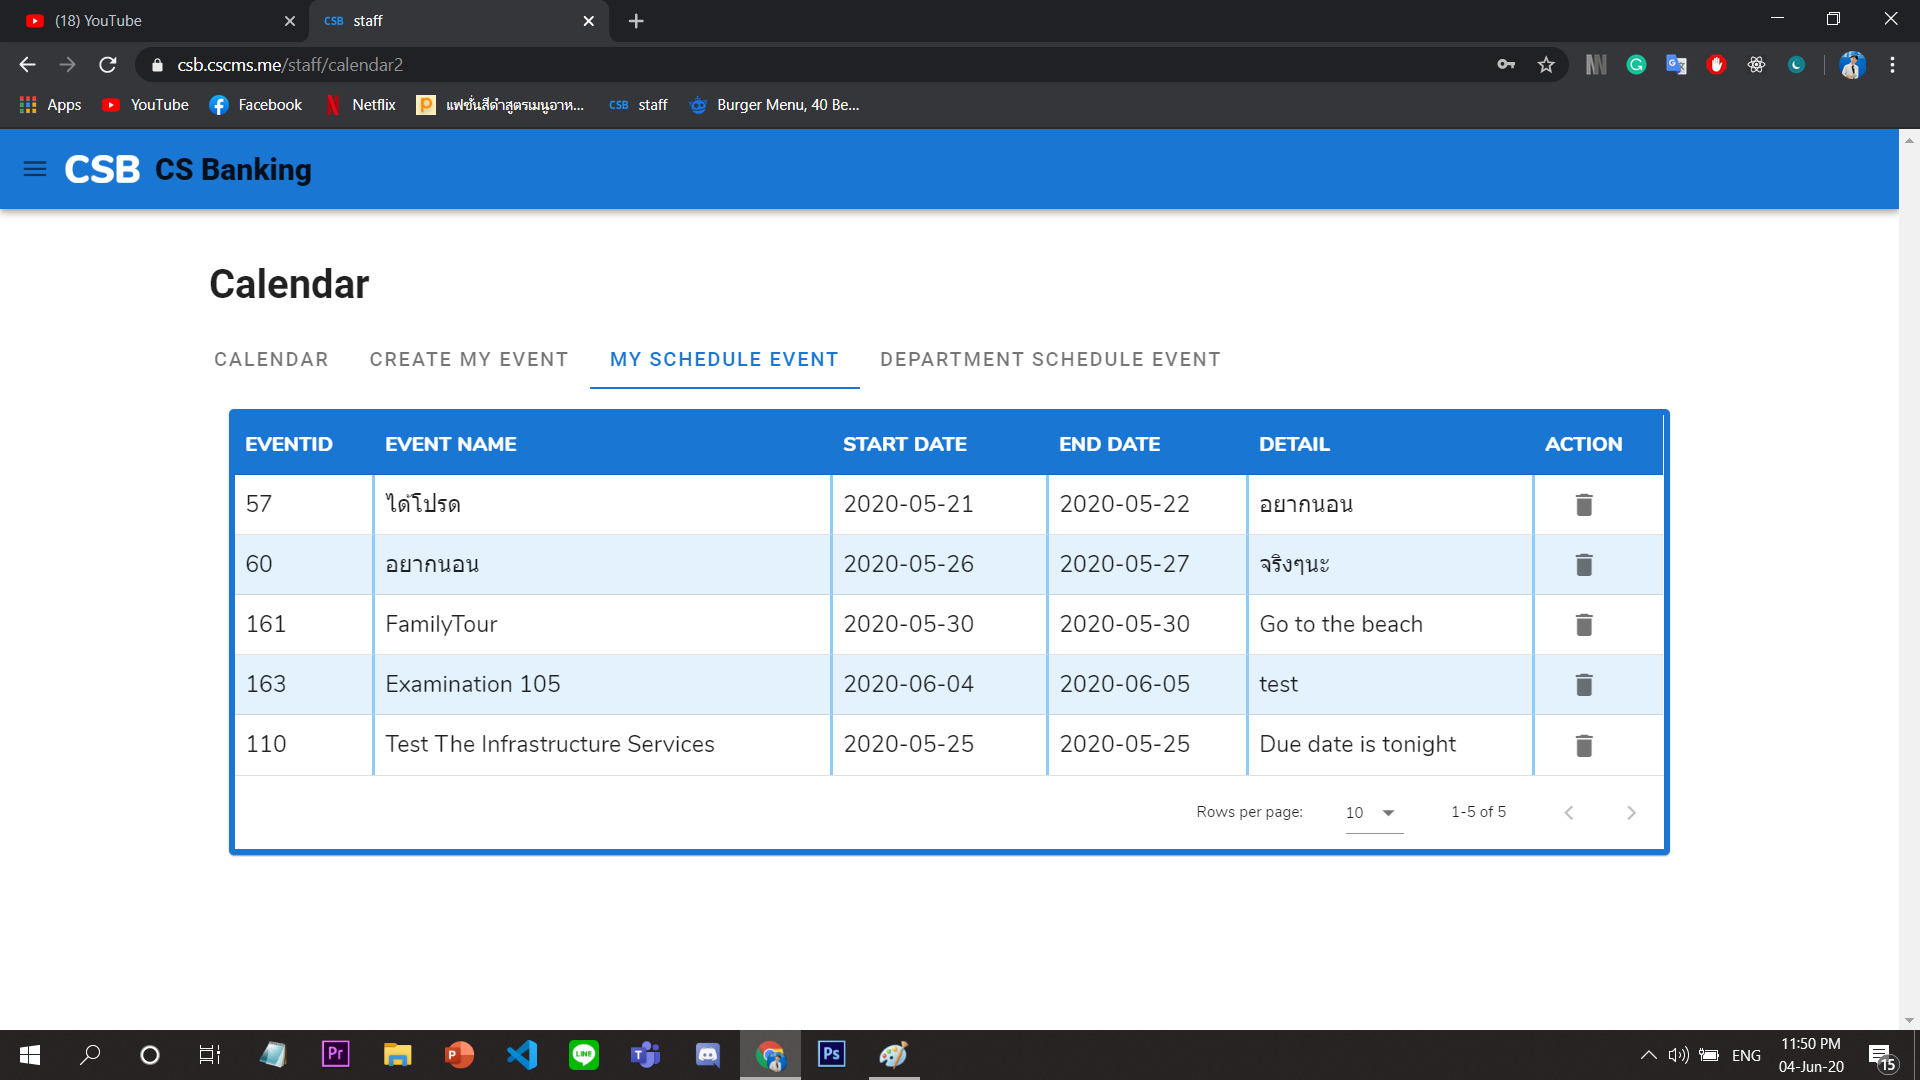 (18) YouTube
CSB staff
csb.cscms.me/staff/calendar2
Apps YouTube Facebook Netflix แฟชั่นสีดำสูตรเมนูอาห... CSB staff Burger Menu, 40 Be...
CSB CS Banking
Calendar
CALENDAR CREATE MY EVENT MY SCHEDULE EVENT DEPARTMENT SCHEDULE EVENT
EVENTID EVENT NAME START DATE END DATE DETAIL ACTION
57 ได้โปรด 2020-05-21 2020-05-22 อยากนอน
60 อยากนอน 2020-05-26 2020-05-27 จริงๆนะ
161 FamilyTour 2020-05-30 2020-05-30 Go to the beach
163 Examination 105 2020-06-04 2020-06-05 test
110 Test The Infrastructure Services 2020-05-25 2020-05-25 Due date is tonight
Rows per page: 10 1-5 of 5
Pr P LINE T Ps ENG 11:50 PM
04-Jun-20 15